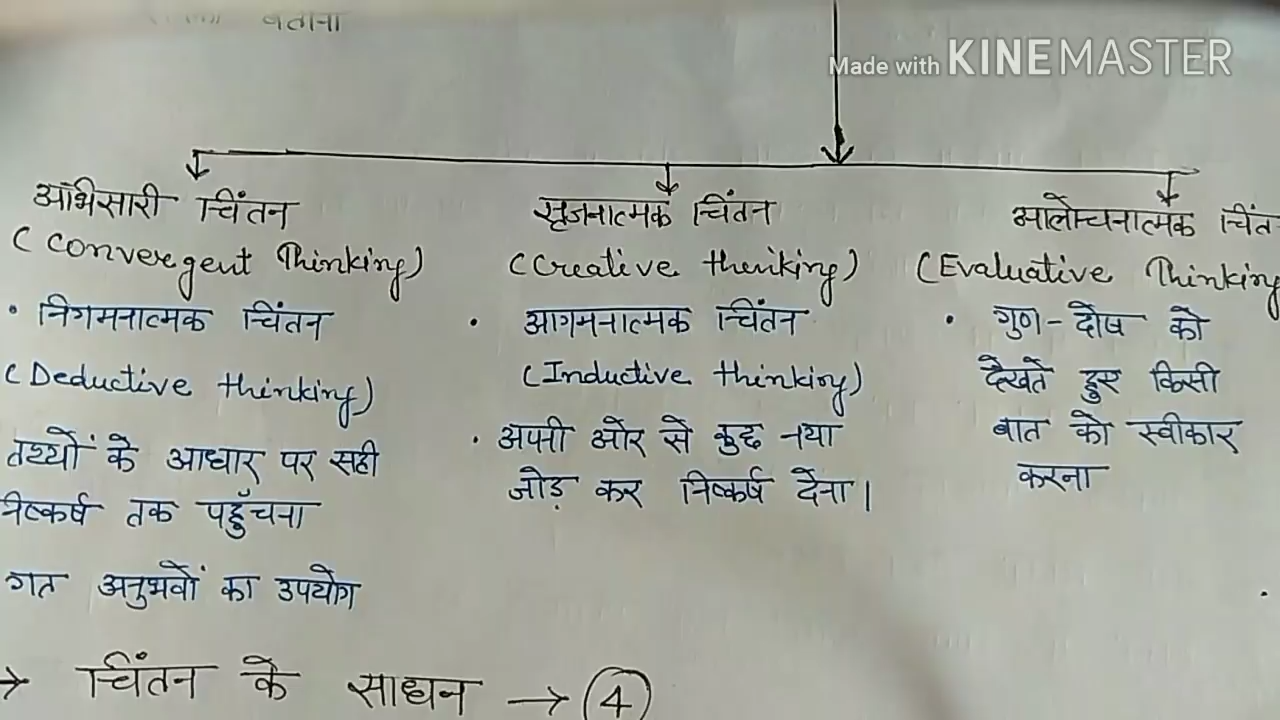 बताना
Made with KINEMASTER
अभिसारी चिंतन
(Convergent Thinking)
• निगमनात्मक चिंतन
(Deductive thinking)
तथ्यों के आधार पर सही
निष्कर्ष तक पहुँचना
गत अनुभवों का उपयोग
सृजनात्मक चिंतन
(Creative thenking)
• आगमनात्मक चिंतन
(Inductive thinking)
• अपनी ओर से कुछ नया
जोड़ कर निष्कर्ष देना।
आलोचनात्मक चिंत
(Evaluative Thinking
• गुण-दोष को
देखते हुए किसी
बात को स्वीकार
करना
→ चिंतन के साधन → 4